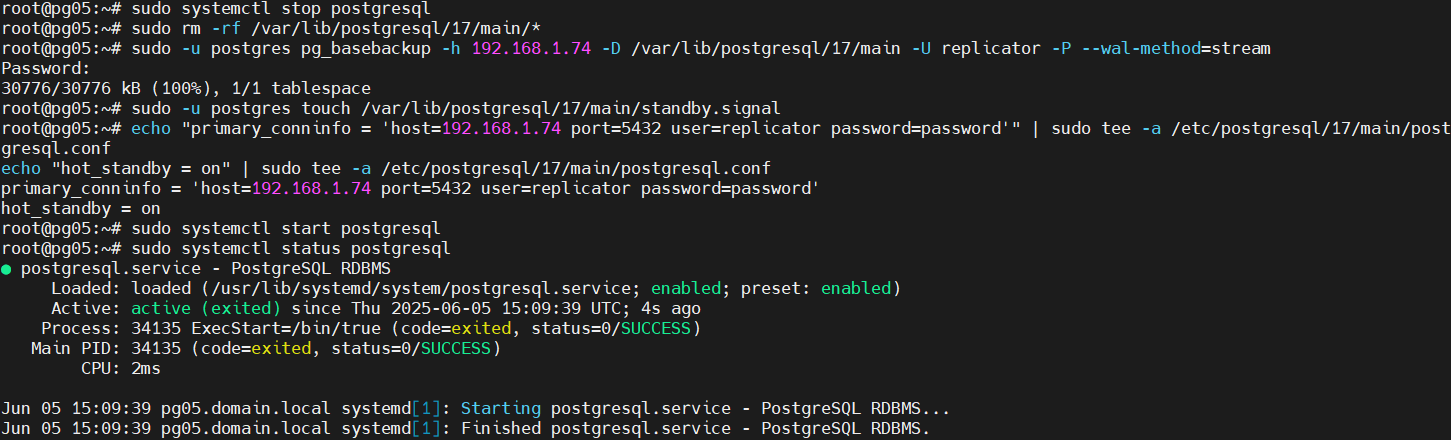 root@pg05:~# sudo systemctl stop postgresql
root@pg05:~# sudo rm -rf /var/lib/postgresql/17/main/*
root@pg05:~# sudo -u postgres pg_basebackup -h 192.168.1.74 -D /var/lib/postgresql/17/main -U replicator -P --wal-method=stream
Password:
30776/30776 kB (100%), 1/1 tablespace
root@pg05:~# sudo -u postgres touch /var/lib/postgresql/17/main/standby.signal
root@pg05:~# echo "primary_conninfo = 'host=192.168.1.74 port=5432 user=replicator password=password'" | sudo tee -a /etc/postgresql/17/main/post
gresql.conf
echo "hot_standby = on" | sudo tee -a /etc/postgresql/17/main/postgresql.conf
primary_conninfo = 'host=192.168.1.74 port=5432 user=replicator password=password'
hot_standby = on
root@pg05:~# sudo systemctl start postgresql
root@pg05:~# sudo systemctl status postgresql
● postgresql.service - PostgreSQL RDBMS
     Loaded: loaded (/usr/lib/systemd/system/postgresql.service; enabled; preset: enabled)
     Active: active (exited) since Thu 2025-06-05 15:09:39 UTC; 4s ago
    Process: 34135 ExecStart=/bin/true (code=exited, status=0/SUCCESS)
   Main PID: 34135 (code=exited, status=0/SUCCESS)
        CPU: 2ms

Jun 05 15:09:39 pg05.domain.local systemd[1]: Starting postgresql.service - PostgreSQL RDBMS...
Jun 05 15:09:39 pg05.domain.local systemd[1]: Finished postgresql.service - PostgreSQL RDBMS.